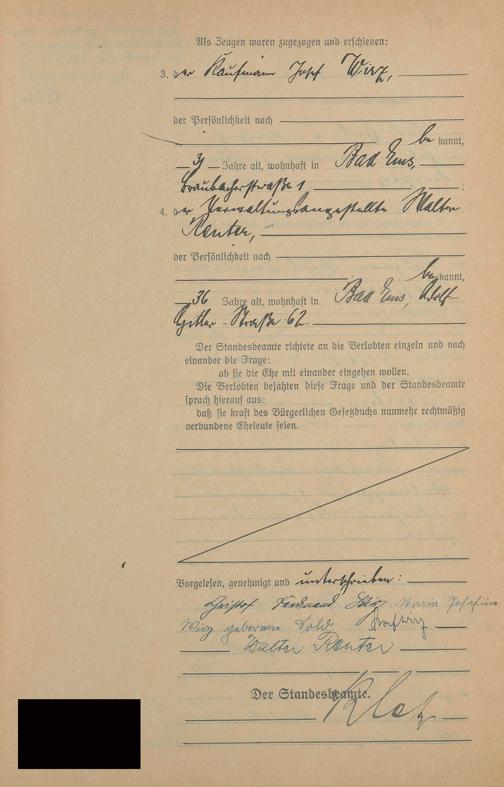 Als Zeugen waren zugezogen und erschienen:
3. der Kaufmann Josef Wirz,
der Persönlichkeit nach
be kannt,
Jahre alt, wohnhaft in Bad Ems,
Braubacherstraße 1
;
4. der Verwaltungsangestellte Walter
Reuter,
der Persönlichkeit nach
be kannt,
36 Jahre alt, wohnhaft in Bad Ems, Adolf
Hitler-Straße 62.
Der Standesbeamte richtete an die Verlobten einzeln und nach
einander die Frage:
ob sie die Ehe mit einander eingehen wollen.
Die Verlobten bejahten diese Frage und der Standesbeamte
sprach hierauf aus:
daß sie kraft des Bürgerlichen Gesetzbuchs nunmehr rechtmäßig
verbundene Eheleute seien.
Vorgelesen, genehmigt und unterschrieben:
Christof Ferdinand Wirz Maria Josefine
Wirz geborene Josef Wirz
Walter Reuter
Der Standesbeamte.